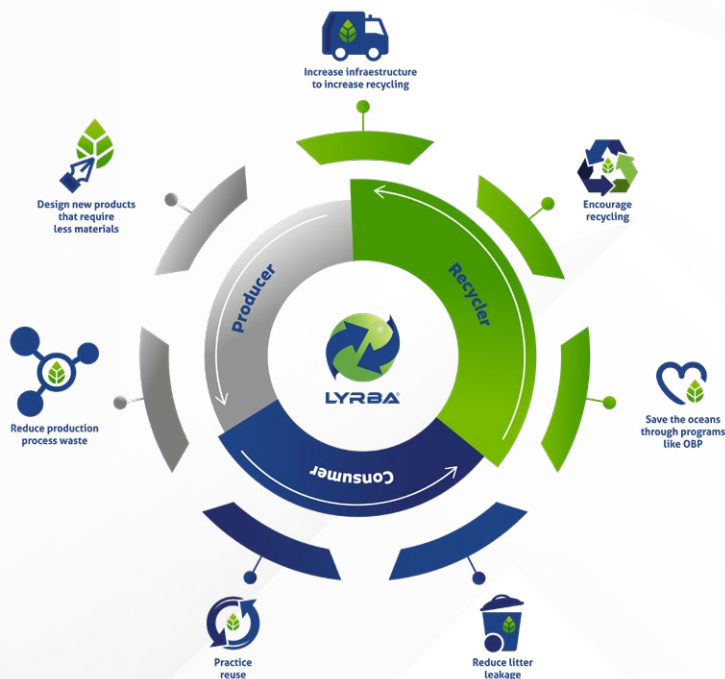 Increase infraestructure
to increase recycling
Encourage
recycling
Save the oceans
through programs
like OBP
Reduce litter
leakage
Practice
reuse
Reduce production
process waste
Design new products
that require
less materials
Producer
Recycler
Consumer
LYRBA®